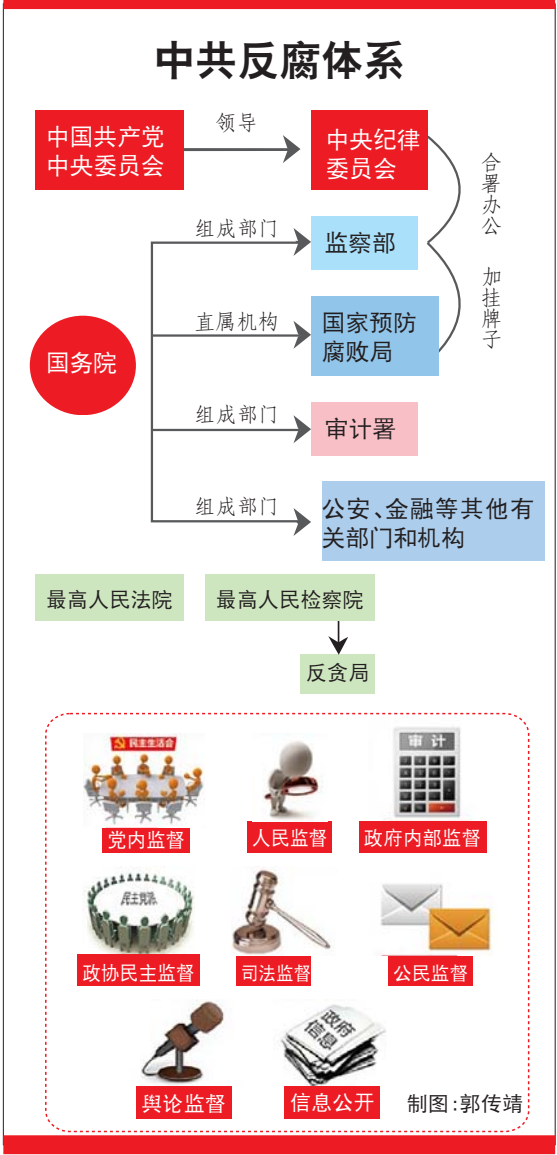 中共反腐体系
中国共产党
中央委员会
领导
中央纪律
委员会
合署办公 加挂牌子
组成部门
监察部
国务院
直属机构
国家预防
腐败局
组成部门
审计署
组成部门
公安、金融等其他有
关部门和机构
最高人民法院
最高人民检察院
反贪局
民主生活会
党内监督
人民监督
审计
政府内部监督
民主党派
政协民主监督
司法监督
公民监督
舆论监督
政府
信息
信息公开
制图:郭传靖